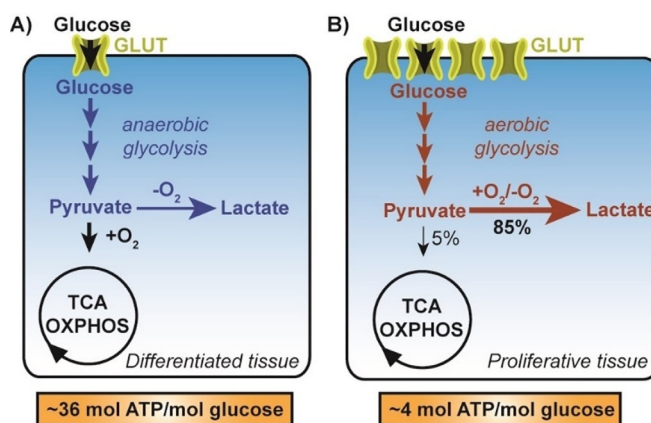 A)
Glucose
GLUT
Glucose
anaerobic
glycolysis
Pyruvate
-O₂
Lactate
+O₂
TCA
OXPHOS
Differentiated tissue
~36 mol ATP/mol glucose
B)
Glucose
GLUT
Glucose
aerobic
glycolysis
Pyruvate
+O₂/-O₂
85%
Lactate
5%
TCA
OXPHOS
Proliferative tissue
~4 mol ATP/mol glucose